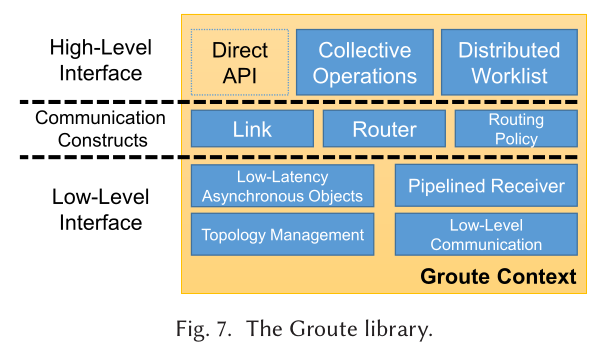 High-Level
Interface
Direct
API
Collective
Operations
Distributed
Worklist
Communication
Constructs
Link
Router
Routing
Policy
Low-Level
Interface
Low-Latency
Asynchronous Objects
Pipelined Receiver
Topology Management
Low-Level
Communication
Groute Context
Fig. 7. The Groute library.